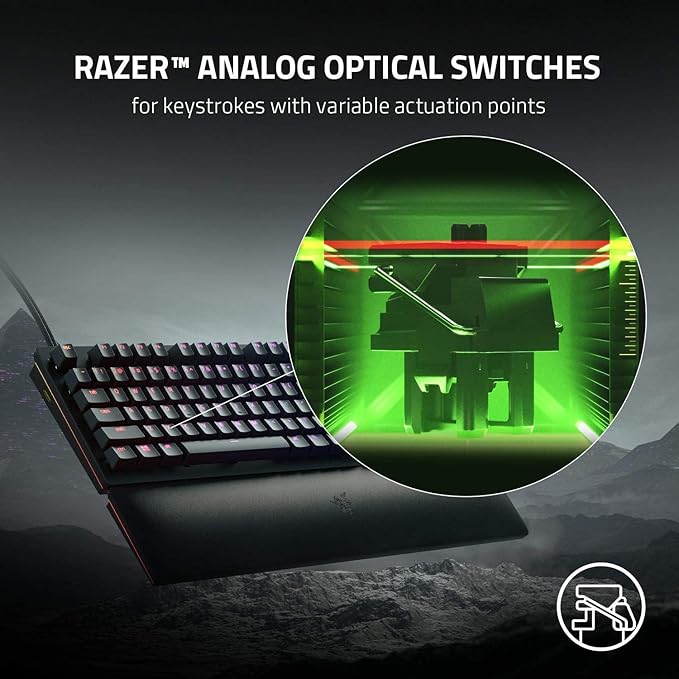 RAZER™ ANALOG OPTICAL SWITCHES
for keystrokes with variable actuation points